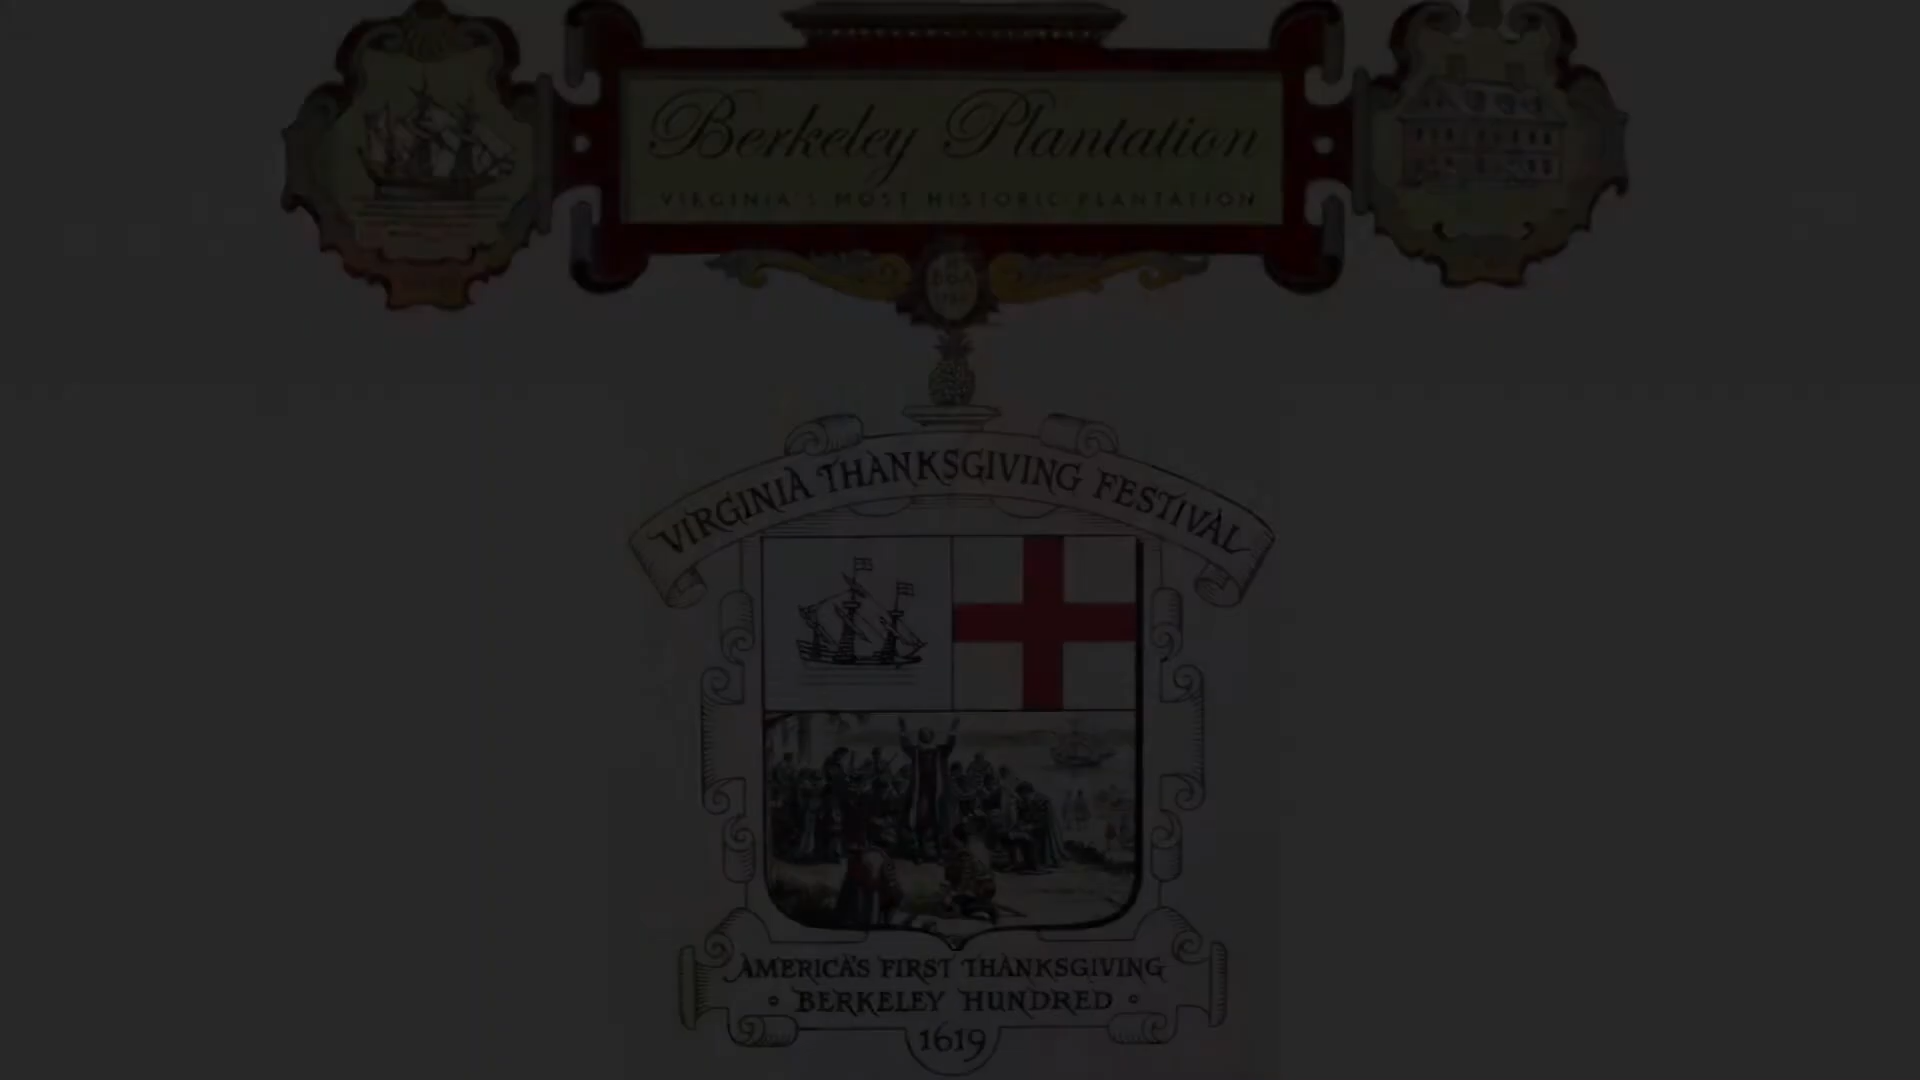 Berkeley Plantation
VIRGINIA'S MOST HISTORIC PLANTATION
VIRGINIA THANKSGIVING FESTIVAL
AMERICA'S FIRST THANKSGIVING
BERKELEY HUNDRED
1619